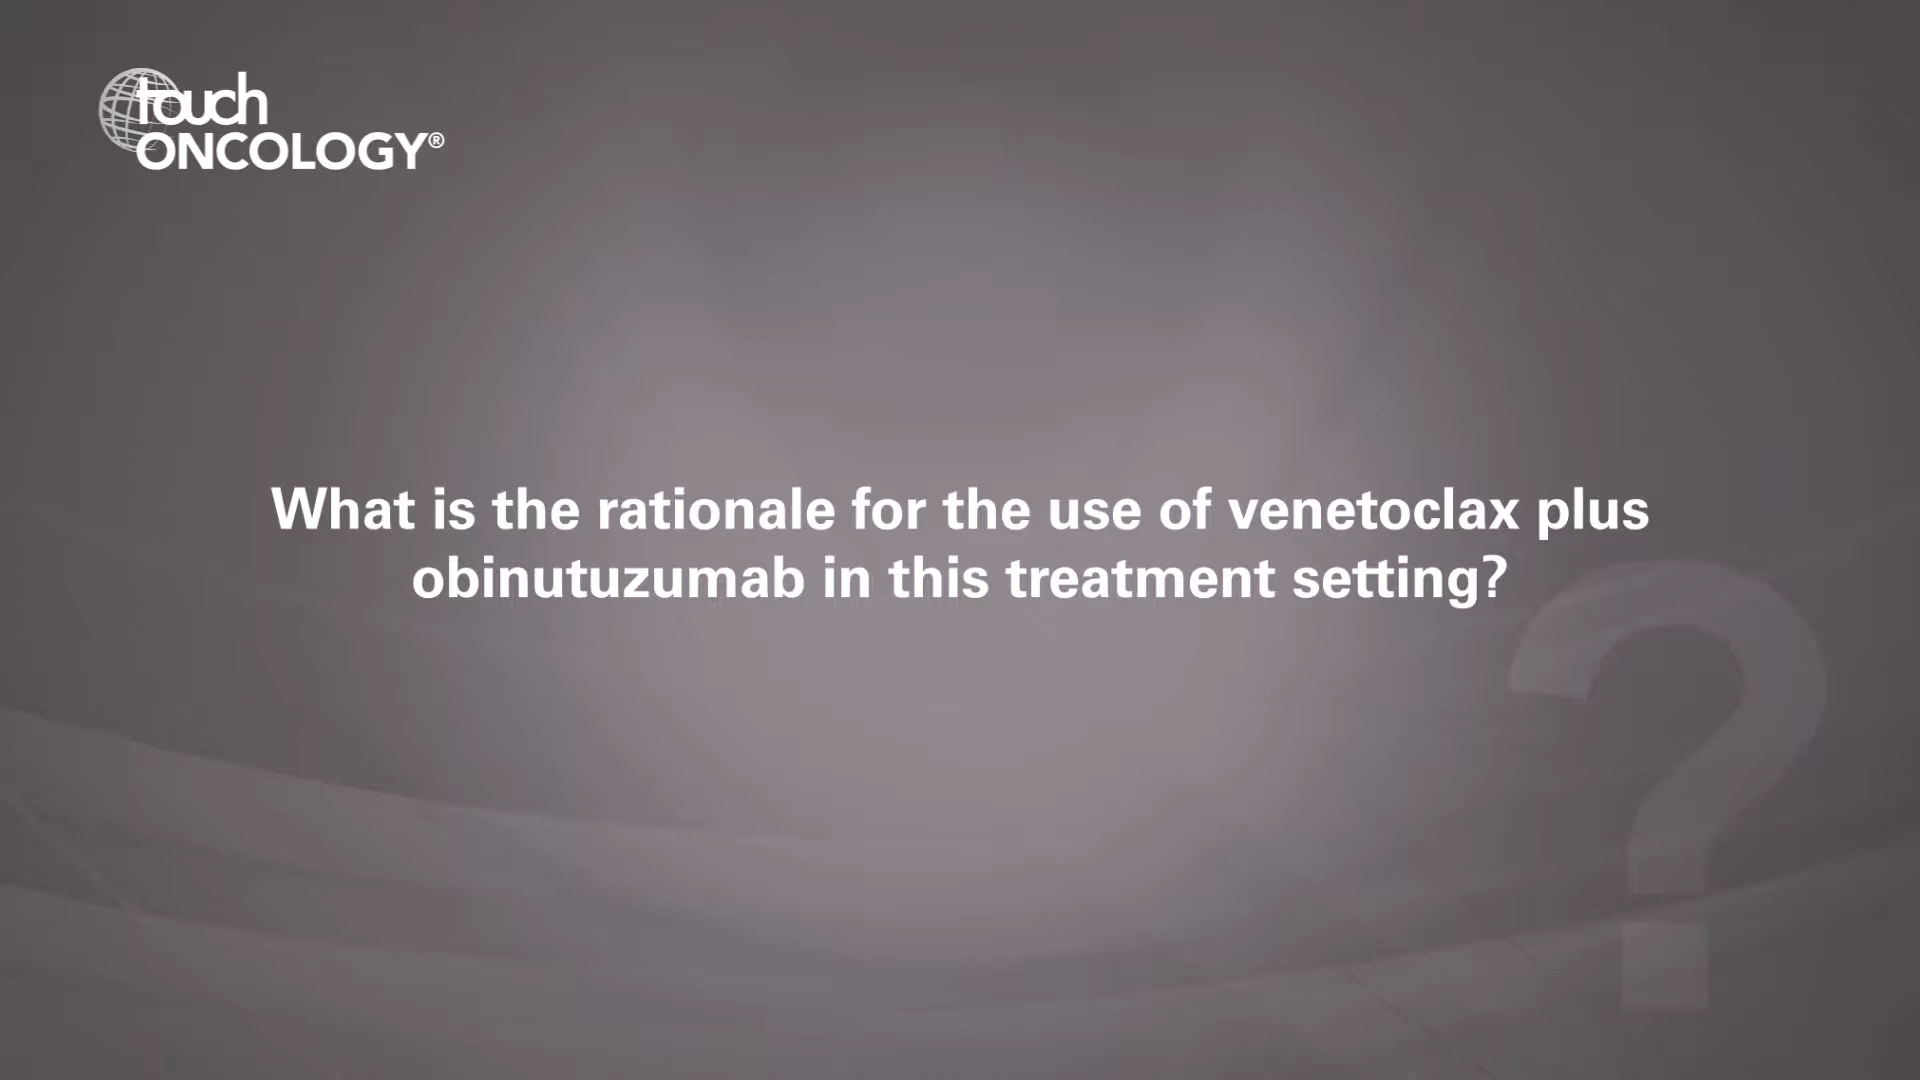 touch
ONCOLOGY®
What is the rationale for the use of venetoclax plus
obinutuzumab in this treatment setting?
?